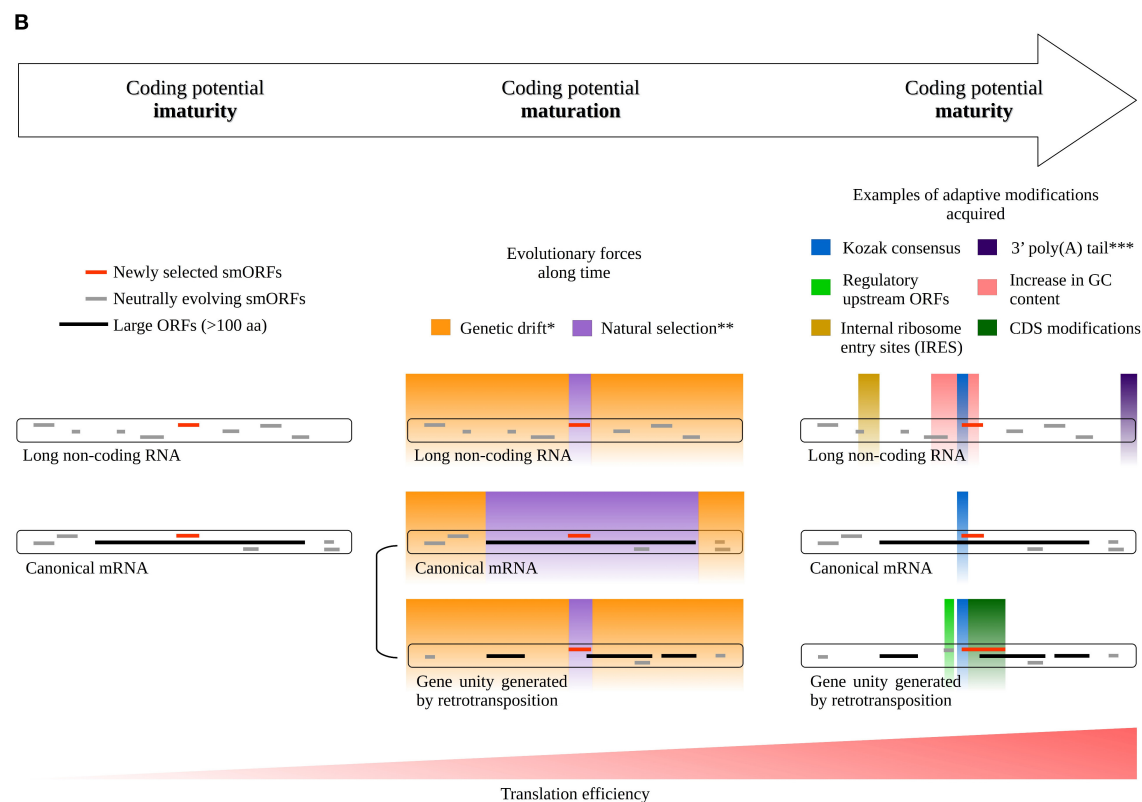 B
Coding potential
imaturity
Coding potential
maturation
Coding potential
maturity
Newly selected smORFs
Neutrally evolving smORFs
Large ORFs (>100 aa)
Evolutionary forces
along time
Genetic drift*
Natural selection**
Examples of adaptive modifications
acquired
Kozak consensus
3’ poly(A) tail***
Regulatory
upstream ORFs
Increase in GC
content
Internal ribosome
entry sites (IRES)
CDS modifications
Long non-coding RNA
Long non-coding RNA
Long non-coding RNA
Canonical mRNA
Canonical mRNA
Canonical mRNA
Gene unity generated
by retrotransposition
Gene unity generated
by retrotransposition
Translation efficiency